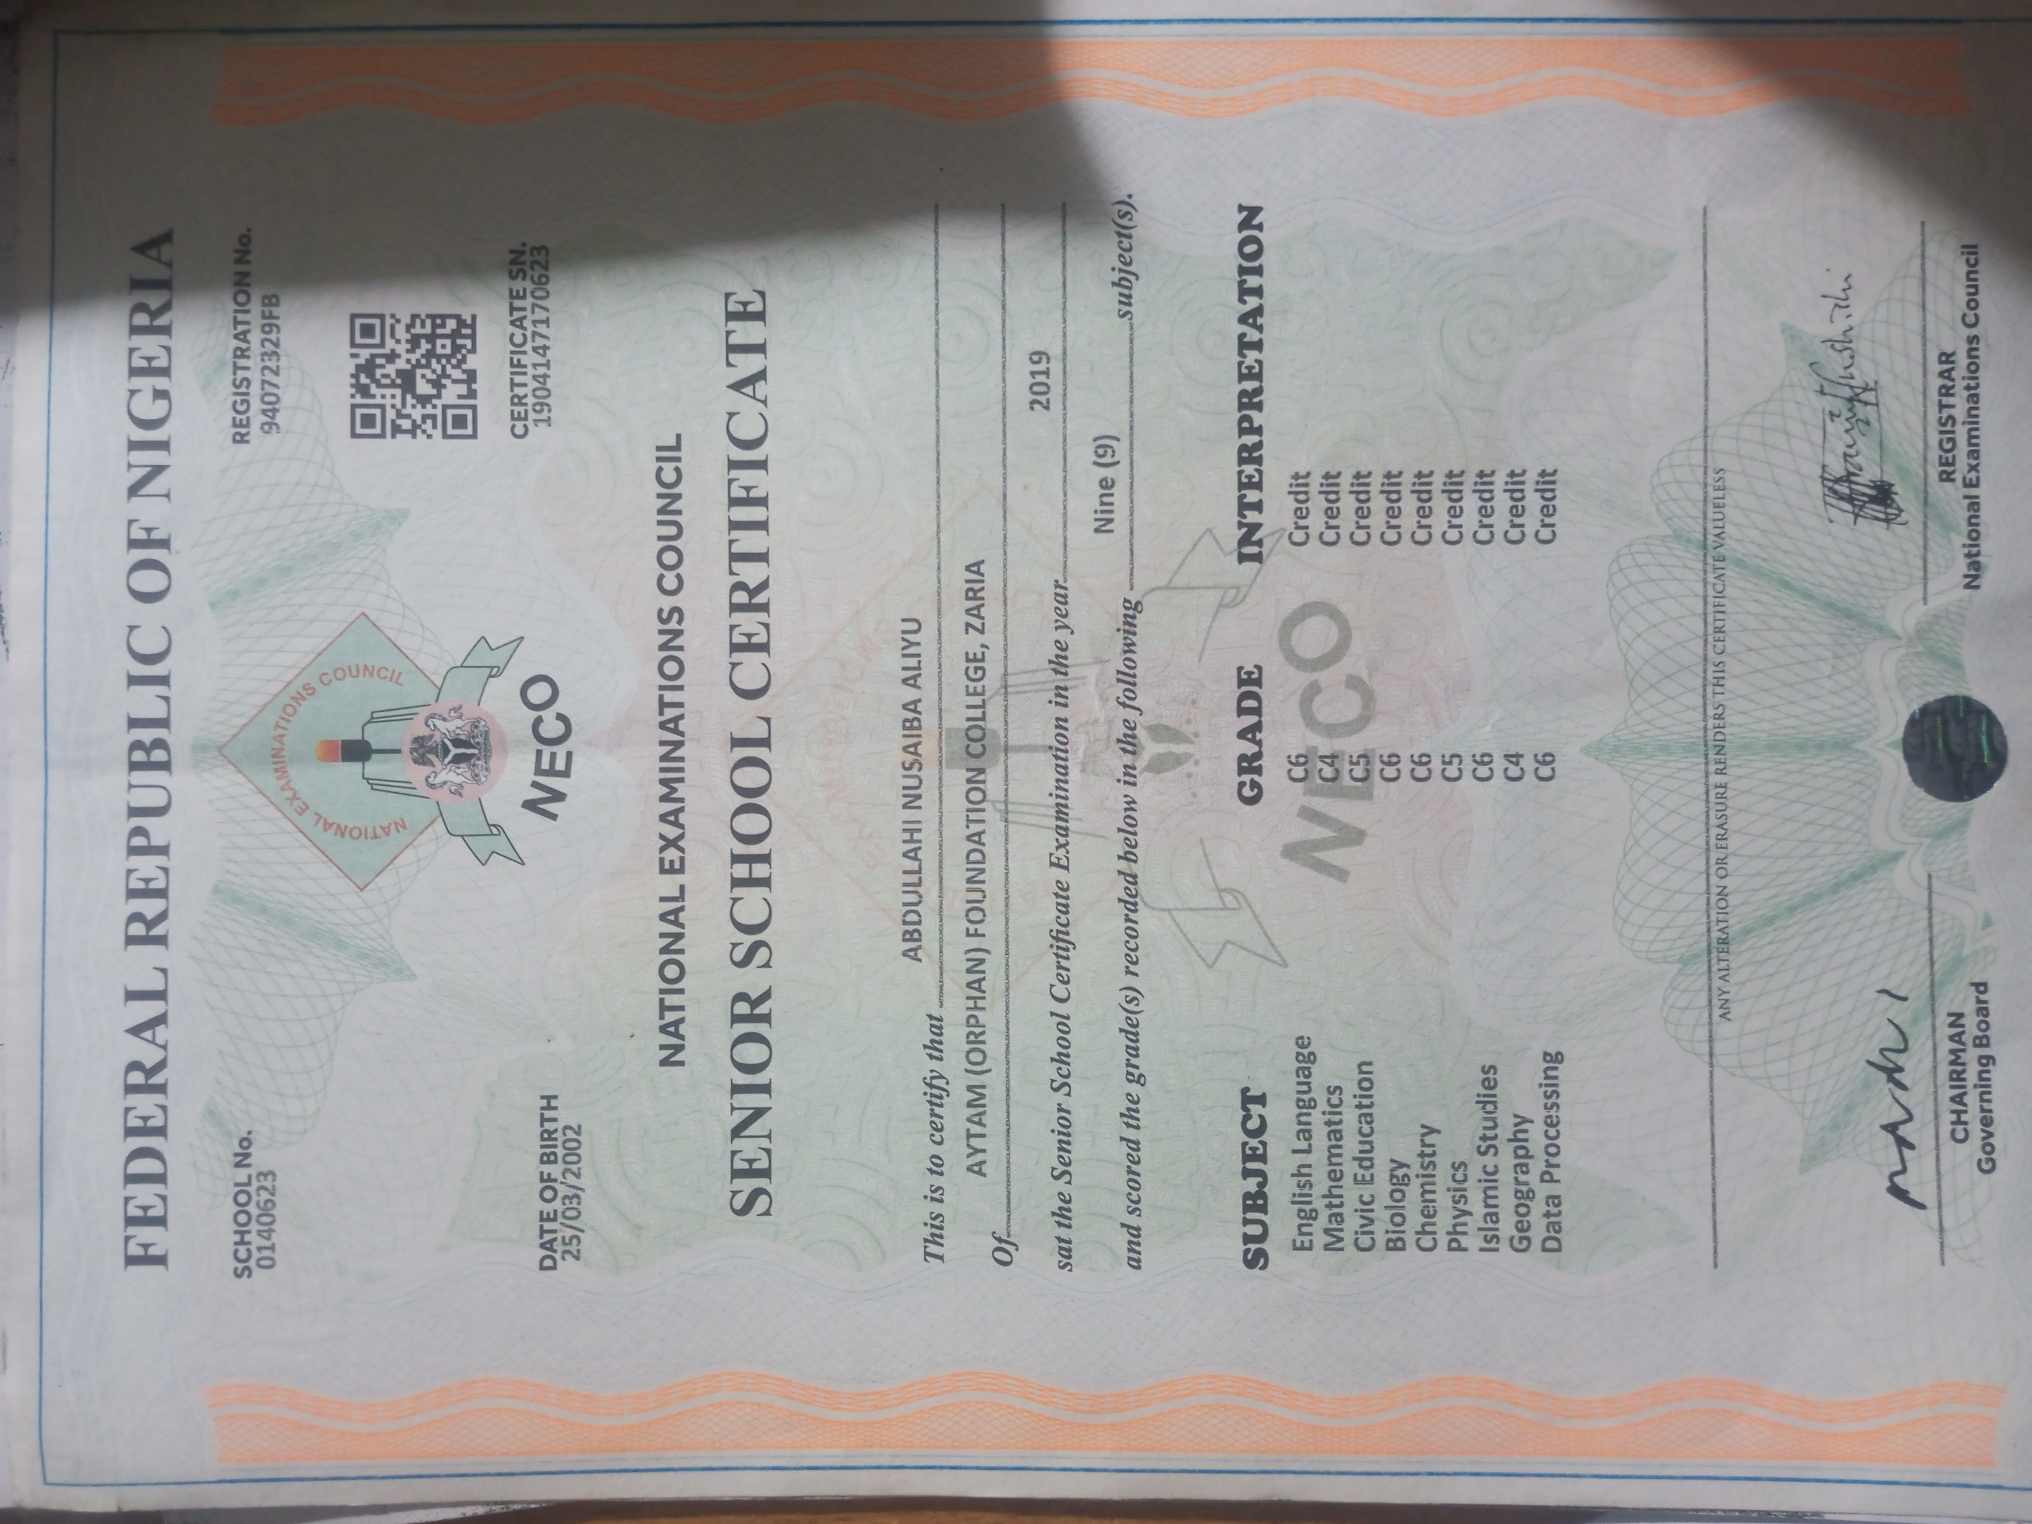 FEDERAL REPUBLIC OF NIGERIA
SCHOOL No.
0140623
REGISTRATION No.
94072329FB
NATIONAL EXAMINATIONS COUNCIL
NECO
DATE OF BIRTH
25/03/2002
CERTIFICATE SN.
1904147170623
NATIONAL EXAMINATIONS COUNCIL
SENIOR SCHOOL CERTIFICATE
This is to certify that ABDULLAHI NUSAIBA ALIYU
Of AYTAM (ORPHAN) FOUNDATION COLLEGE, ZARIA
sat the Senior School Certificate Examination in the year 2019
and scored the grade(s) recorded below in the following Nine (9) subject(s).
SUBJECT GRADE INTERPRETATION
English Language C6 Credit
Mathematics C4 Credit
Civic Education C5 Credit
Biology C6 Credit
Chemistry C6 Credit
Physics C5 Credit
Islamic Studies C6 Credit
Geography C4 Credit
Data Processing C6 Credit
NECO
ANY ALTERATION OR ERASURE RENDERS THIS CERTIFICATE VALUELESS
CHAIRMAN
Governing Board
REGISTRAR
National Examinations Council